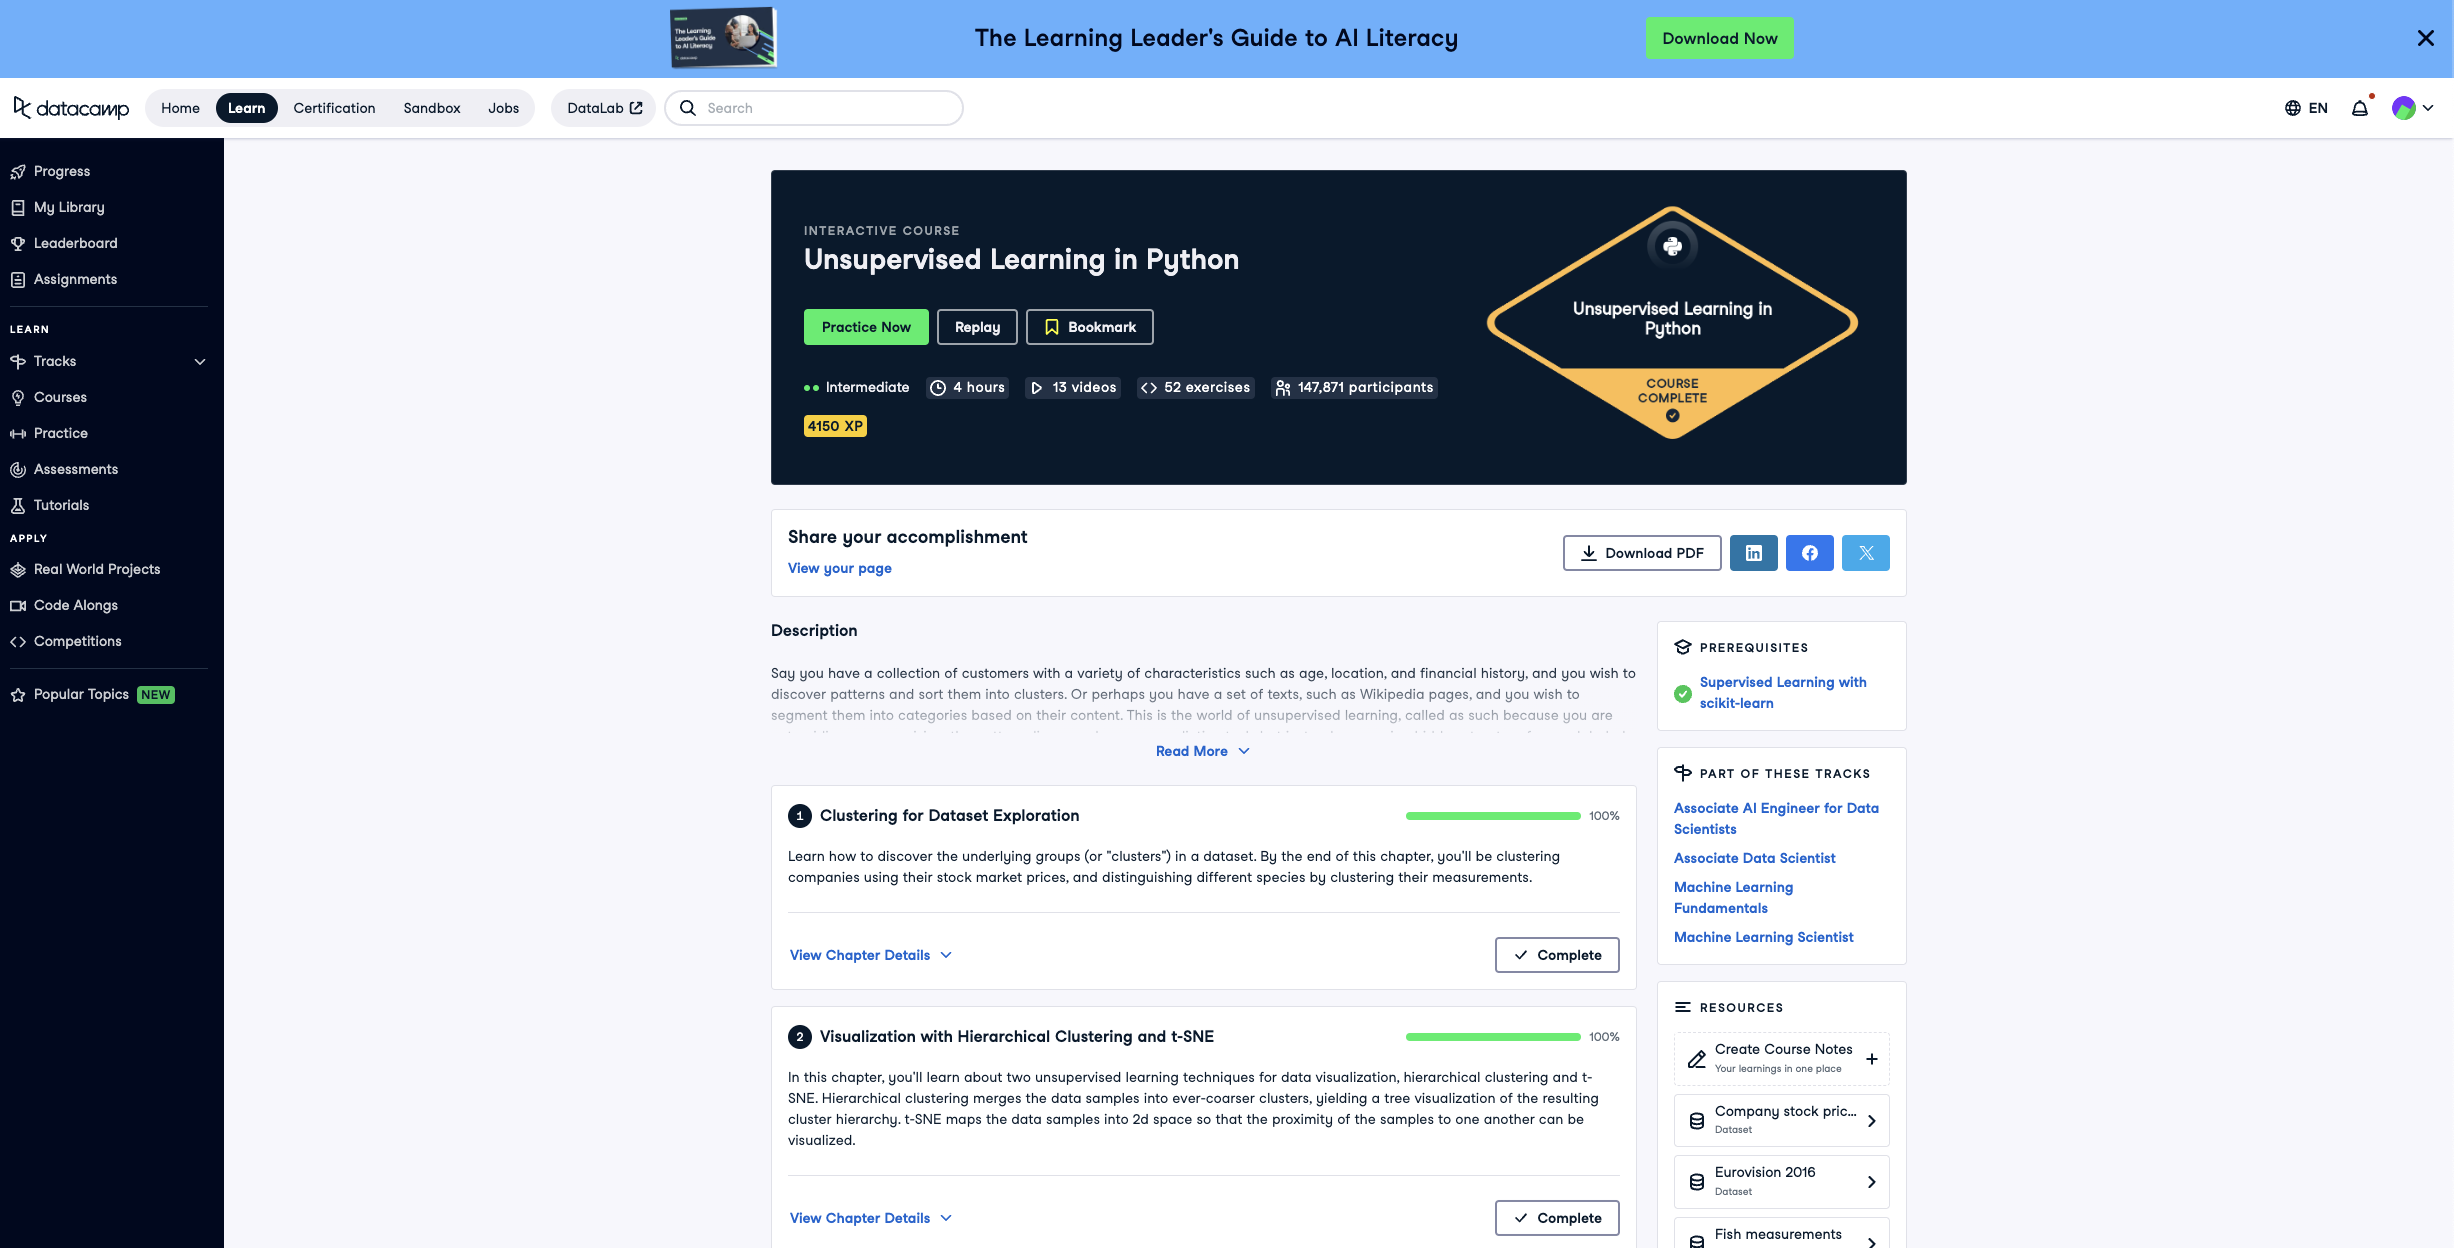 The Learning
Leader's Guide
to AI Literacy
The Learning Leader's Guide to AI Literacy
Download Now
datacamp
Home
Learn
Certification
Sandbox
Jobs
DataLab
Search
EN
Progress
My Library
Leaderboard
Assignments
LEARN
Tracks
Courses
Practice
Assessments
Tutorials
APPLY
Real World Projects
Code Alongs
Competitions
Popular Topics NEW
INTERACTIVE COURSE
Unsupervised Learning in Python
Practice Now
Replay
Bookmark
Intermediate
4 hours
13 videos
52 exercises
147,871 participants
4150 XP
Unsupervised Learning in
Python
COURSE
COMPLETE
Share your accomplishment
View your page
Download PDF
Description
Say you have a collection of customers with a variety of characteristics such as age, location, and financial history, and you wish to
discover patterns and sort them into clusters. Or perhaps you have a set of texts, such as Wikipedia pages, and you wish to
segment them into categories based on their content. This is the world of unsupervised learning, called as such because you are
Read More
1 Clustering for Dataset Exploration
100%
Learn how to discover the underlying groups (or "clusters") in a dataset. By the end of this chapter, you'll be clustering
companies using their stock market prices, and distinguishing different species by clustering their measurements.
View Chapter Details
Complete
2 Visualization with Hierarchical Clustering and t-SNE
100%
In this chapter, you'll learn about two unsupervised learning techniques for data visualization, hierarchical clustering and t-
SNE. Hierarchical clustering merges the data samples into ever-coarser clusters, yielding a tree visualization of the resulting
cluster hierarchy. t-SNE maps the data samples into 2d space so that the proximity of the samples to one another can be
visualized.
View Chapter Details
Complete
PREREQUISITES
Supervised Learning with
scikit-learn
PART OF THESE TRACKS
Associate AI Engineer for Data
Scientists
Associate Data Scientist
Machine Learning
Fundamentals
Machine Learning Scientist
RESOURCES
Create Course Notes
Your learnings in one place
Company stock pric...
Dataset
Eurovision 2016
Dataset
Fish measurements